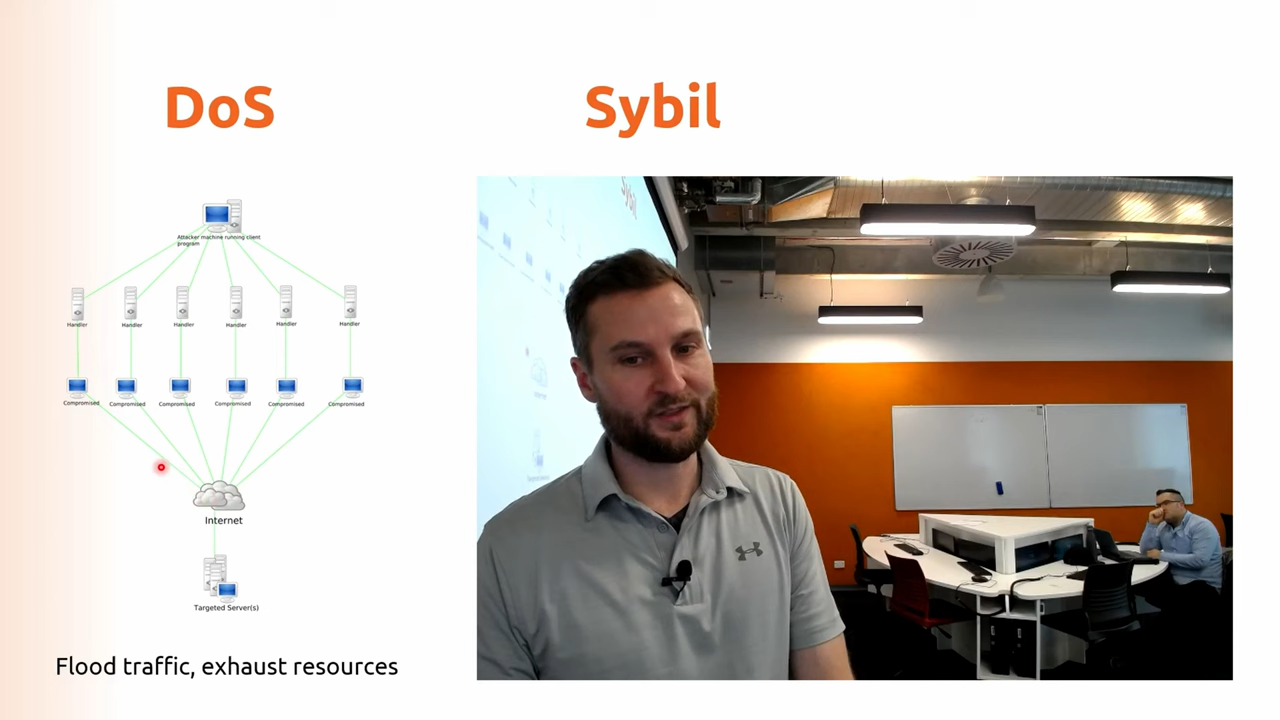 DoS
Sybil
Attacker machine running client
program
Handler
Handler
Handler
Handler
Handler
Handler
Compromised
Compromised
Compromised
Compromised
Compromised
Compromised
Internet
Targeted Server(s)
Flood traffic, exhaust resources